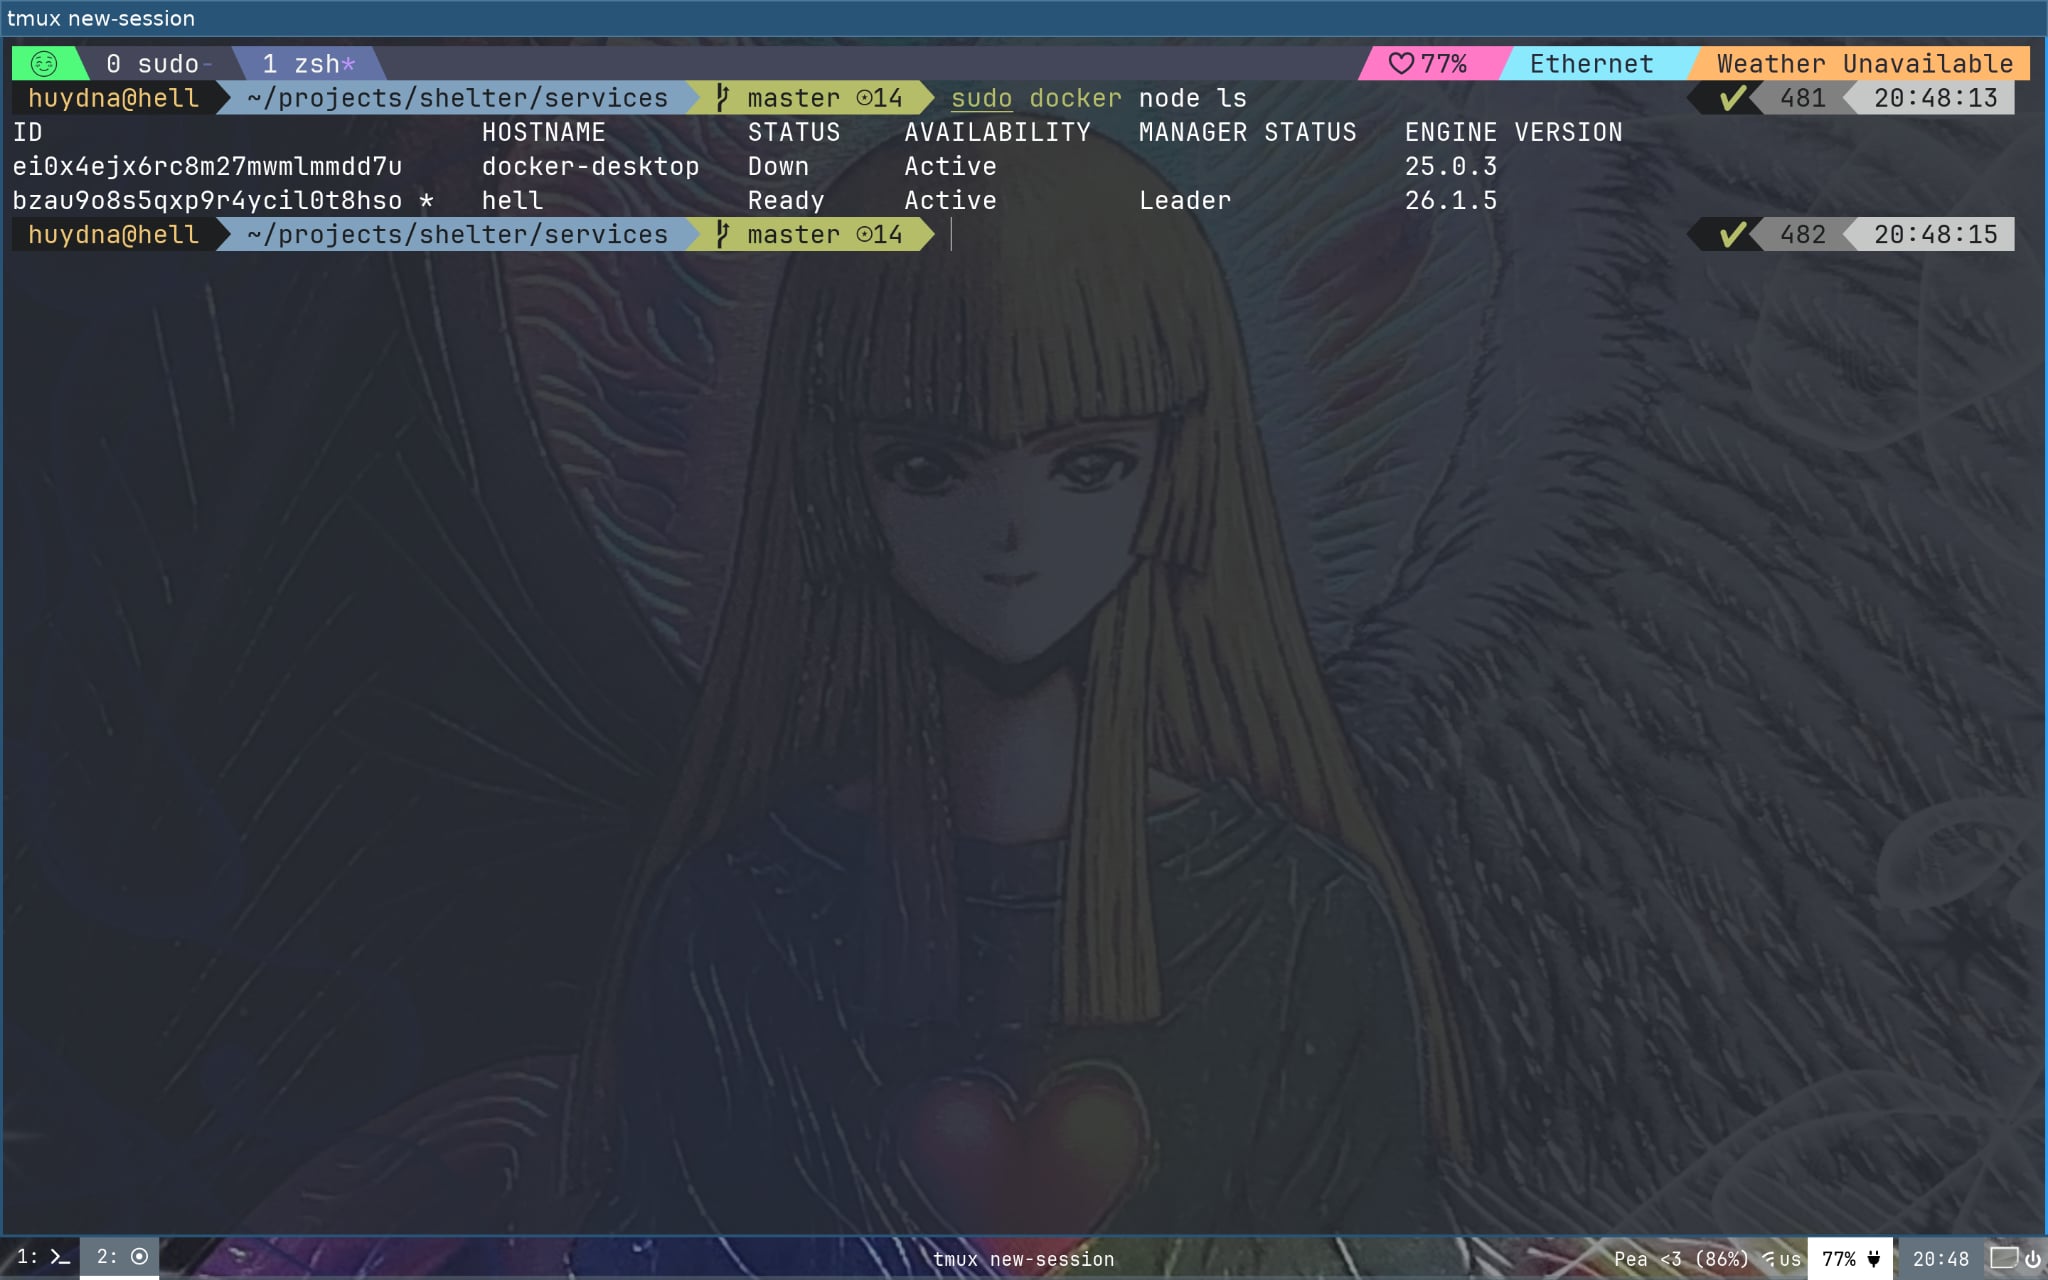 tmux new-session
0 sudo- 1 zsh* 77% Ethernet Weather Unavailable
huydna@hell ~/projects/shelter/services master 14 sudo docker node ls 481 20:48:13
ID HOSTNAME STATUS AVAILABILITY MANAGER STATUS ENGINE VERSION
ei0x4ejx6rc8m27mwmlmmdd7u docker-desktop Down Active 25.0.3
bzau9o8s5qxp9r4ycil0t8hso * hell Ready Active Leader 26.1.5
huydna@hell ~/projects/shelter/services master 14 482 20:48:15
1: 2: tmux new-session Pea <3 (86%) us 77% 20:48